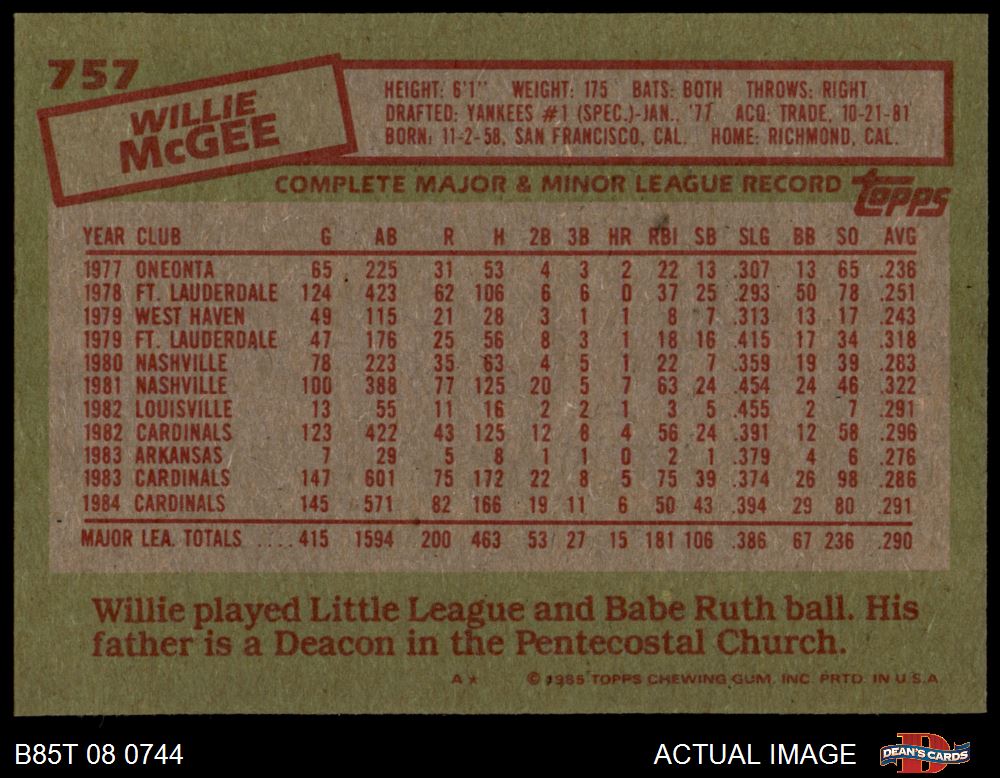 757
WILLIE
McGEE
HEIGHT: 6'1" WEIGHT: 175 BATS: BOTH THROWS: RIGHT
DRAFTED: YANKEES #1 (SPEC.)-JAN., '77 ACQ: TRADE, 10-21-81
BORN: 11-2-58, SAN FRANCISCO, CAL. HOME: RICHMOND, CAL.
COMPLETE MAJOR & MINOR LEAGUE RECORD topps
YEAR CLUB G AB R H 2B 3B HR RBI SB SLG BB SO AVG
1977 ONEONTA 65 225 31 53 4 3 2 22 13 .307 13 65 .236
1978 FT. LAUDERDALE 124 423 62 106 6 6 0 37 25 .293 50 78 .251
1979 WEST HAVEN 49 115 21 28 3 1 1 8 7 .313 13 17 .243
1979 FT. LAUDERDALE 47 176 25 56 8 3 1 18 16 .415 17 34 .318
1980 NASHVILLE 78 223 35 63 4 5 1 22 7 .359 19 39 .283
1981 NASHVILLE 100 388 77 125 20 5 7 63 24 .454 24 46 .322
1982 LOUISVILLE 13 55 11 16 2 2 1 3 5 .455 2 7 .291
1982 CARDINALS 123 422 43 125 12 8 4 56 24 .391 12 58 .296
1983 ARKANSAS 7 29 5 8 1 1 0 2 1 .379 4 6 .276
1983 CARDINALS 147 601 75 172 22 8 5 75 39 .374 26 98 .286
1984 CARDINALS 145 571 82 166 19 11 6 50 43 .394 29 80 .291
MAJOR LEA. TOTALS ....415 1594 200 463 53 27 15 181 106 .386 67 236 .290
Willie played Little League and Babe Ruth ball. His
father is a Deacon in the Pentecostal Church.
A * © 1985 TOPPS CHEWING GUM, INC. PRTD. IN U.S.A.
B85T 08 0744 ACTUAL IMAGE DEAN'S CARDS